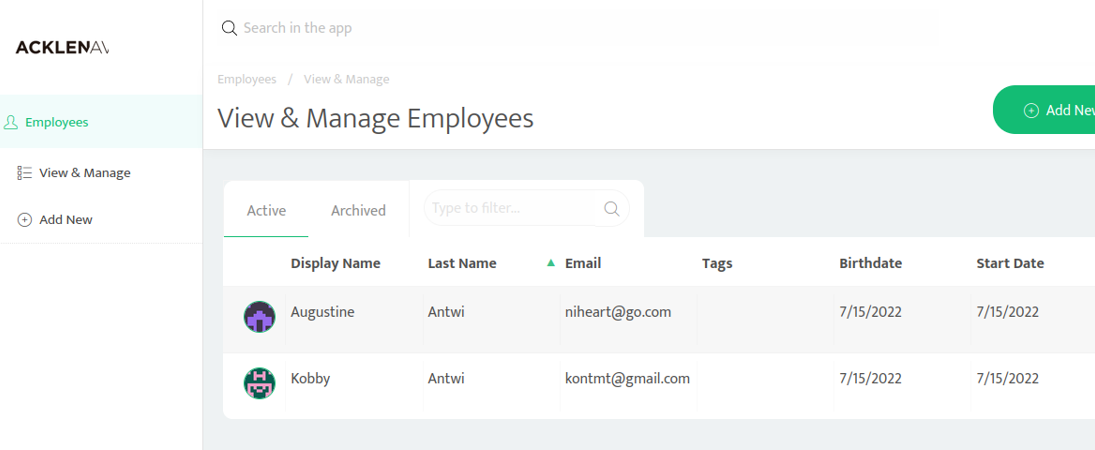 ACKLENAV
Search in the app
Employees / View & Manage
View & Manage Employees
Add New
Employees
View & Manage
Add New
Active Archived Type to filter...
Display Name Last Name Email Tags Birthdate Start Date
Augustine Antwi niheart@go.com 7/15/2022 7/15/2022
Kobby Antwi kontmt@gmail.com 7/15/2022 7/15/2022